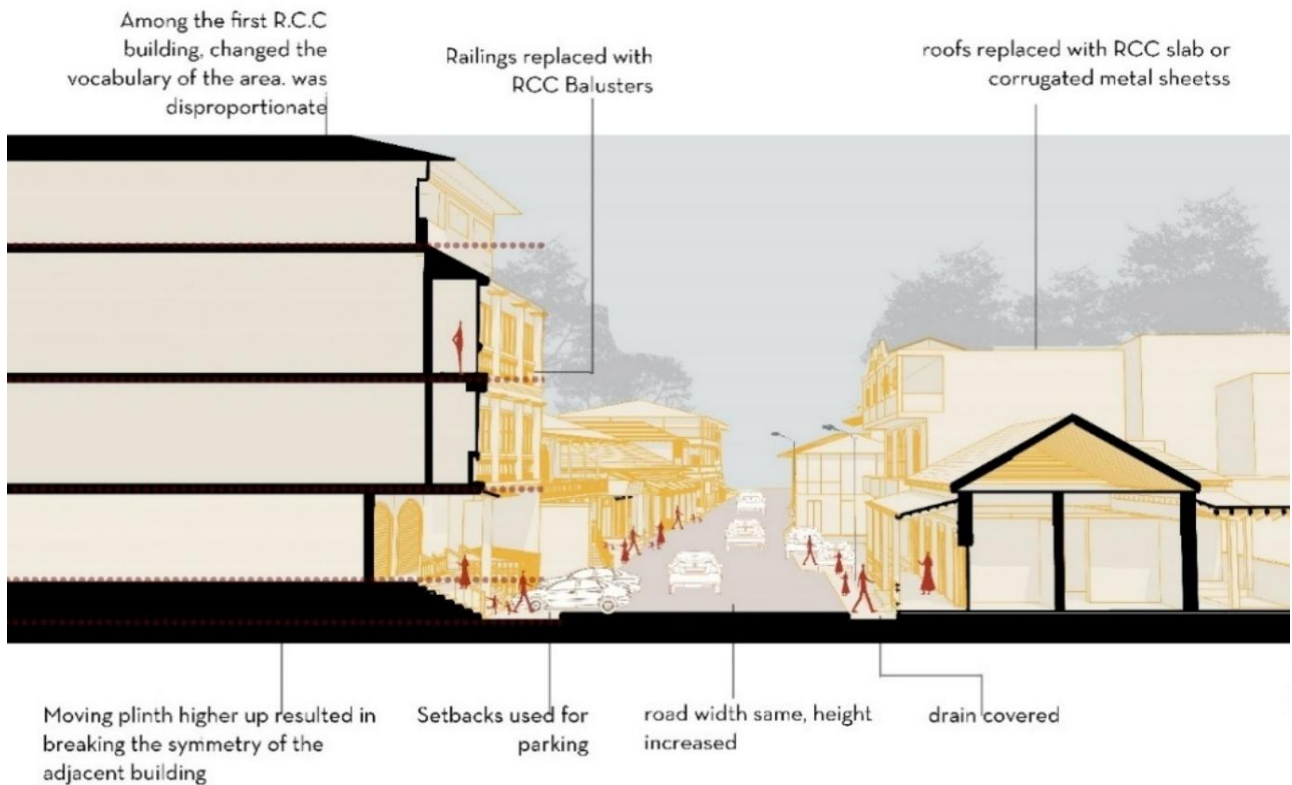 Among the first R.C.C
building, changed the
vocabulary of the area. was
disproportionate
Railings replaced with
RCC Balusters
roofs replaced with RCC slab or
corrugated metal sheetss
Moving plinth higher up resulted in
breaking the symmetry of the
adjacent building
Setbacks used for
parking
road width same, height
increased
drain covered